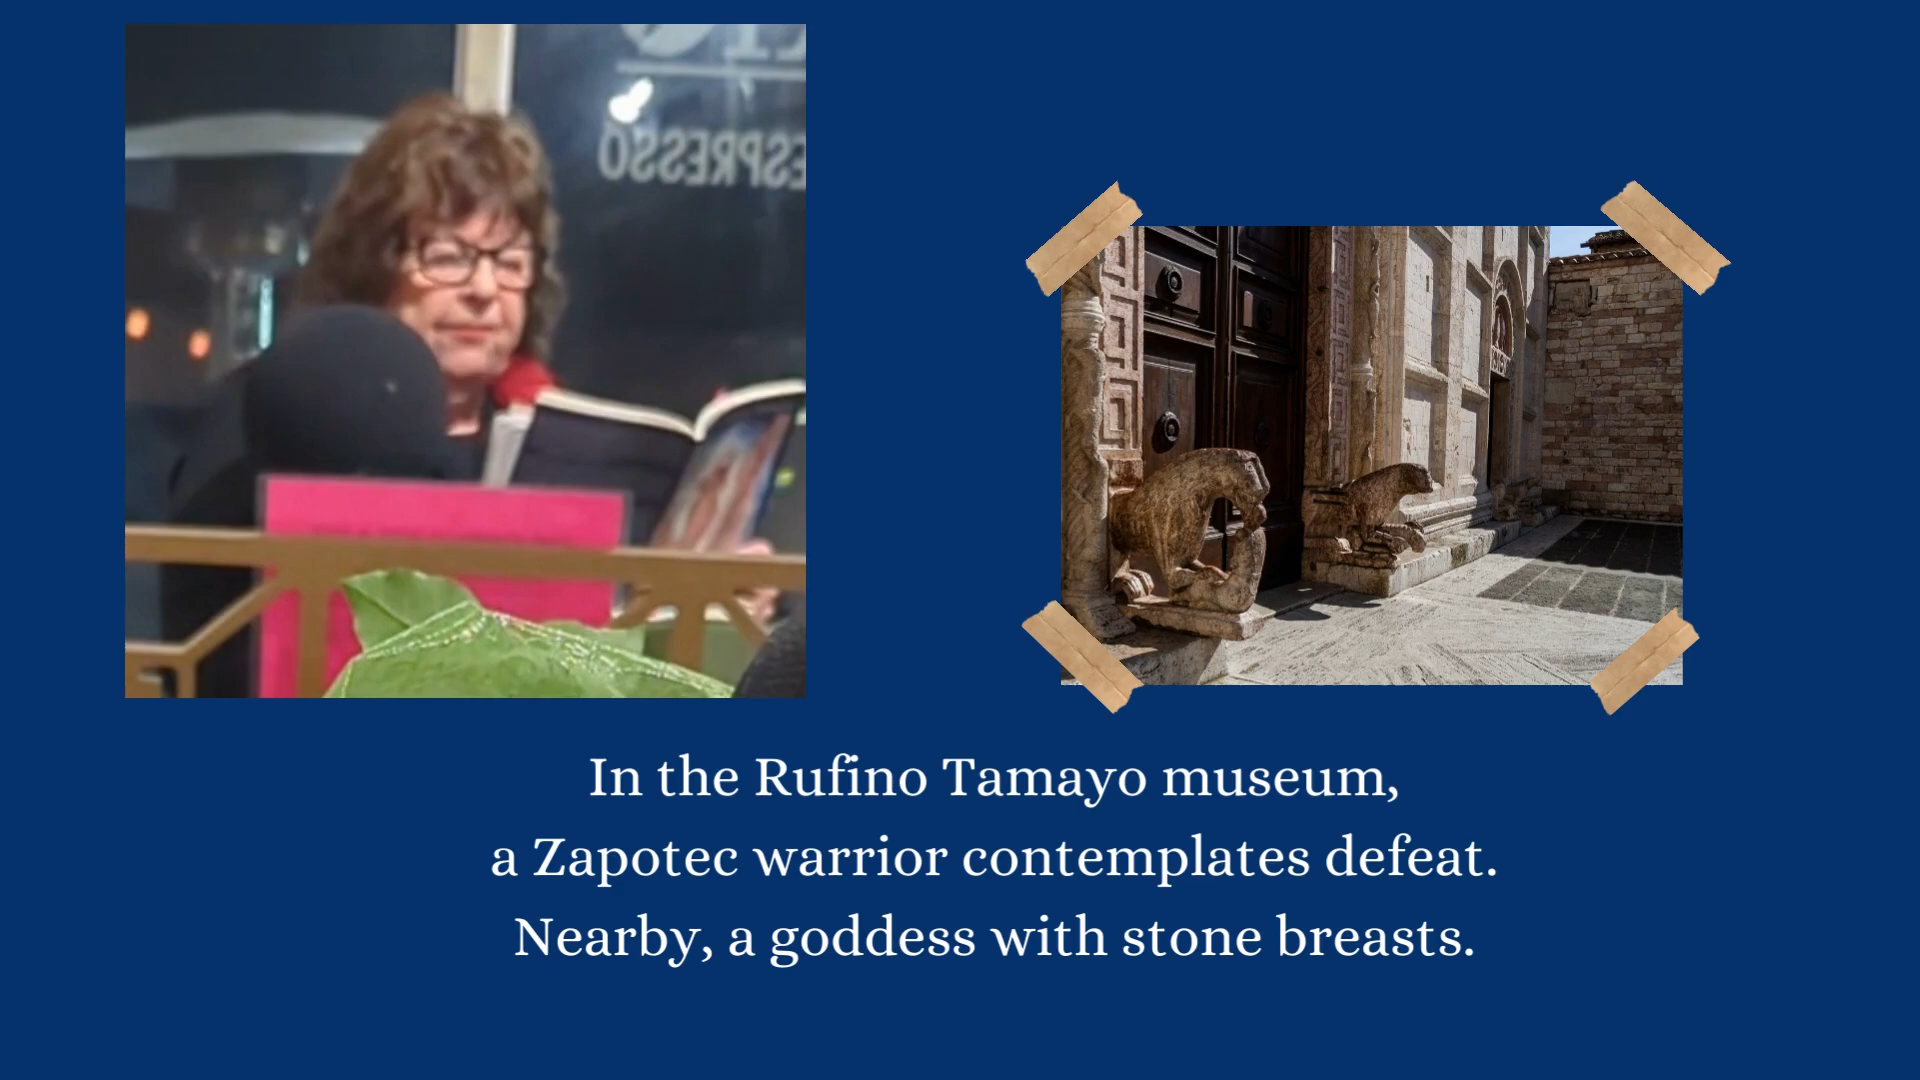 ESPRESSO
In the Rufino Tamayo museum,
a Zapotec warrior contemplates defeat.
Nearby, a goddess with stone breasts.